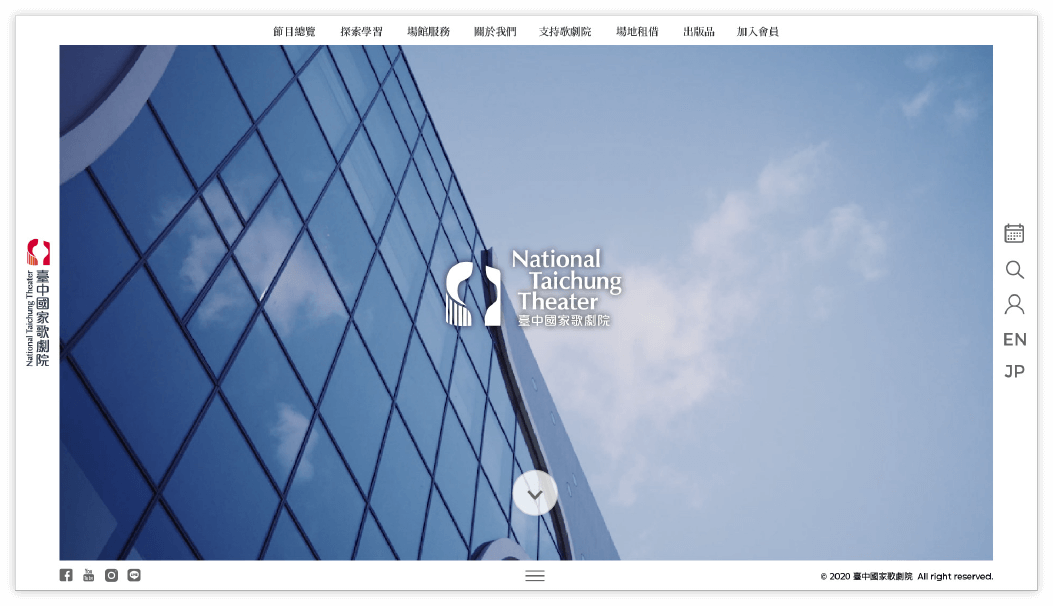 節目總覽 探索學習 場館服務 關於我們 支持歌劇院 場地租借 出版品 加入會員
National Taichung Theater
臺中國家歌劇院
National
Taichung
Theater
臺中國家歌劇院
EN
JP
You
Tube
© 2020 臺中國家歌劇院 All right reserved.